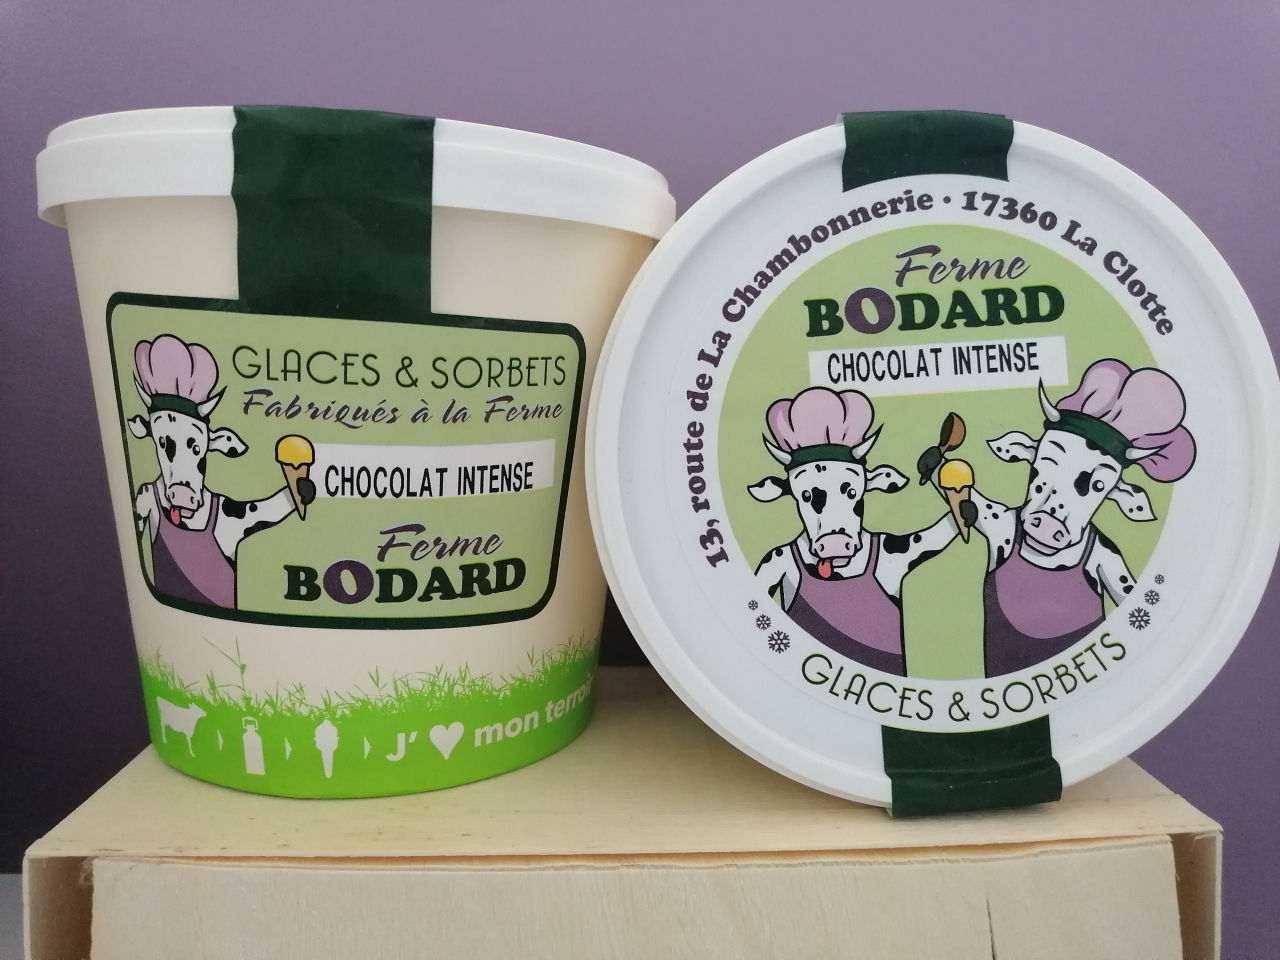 GLACES & SORBETS
Fabriqués à la Ferme
CHOCOLAT INTENSE
Ferme
BODARD
J'♥ mon terroir
13, route de La Chambonnerie • 17360 La Clotte
Ferme
BODARD
CHOCOLAT INTENSE
GLACES & SORBETS